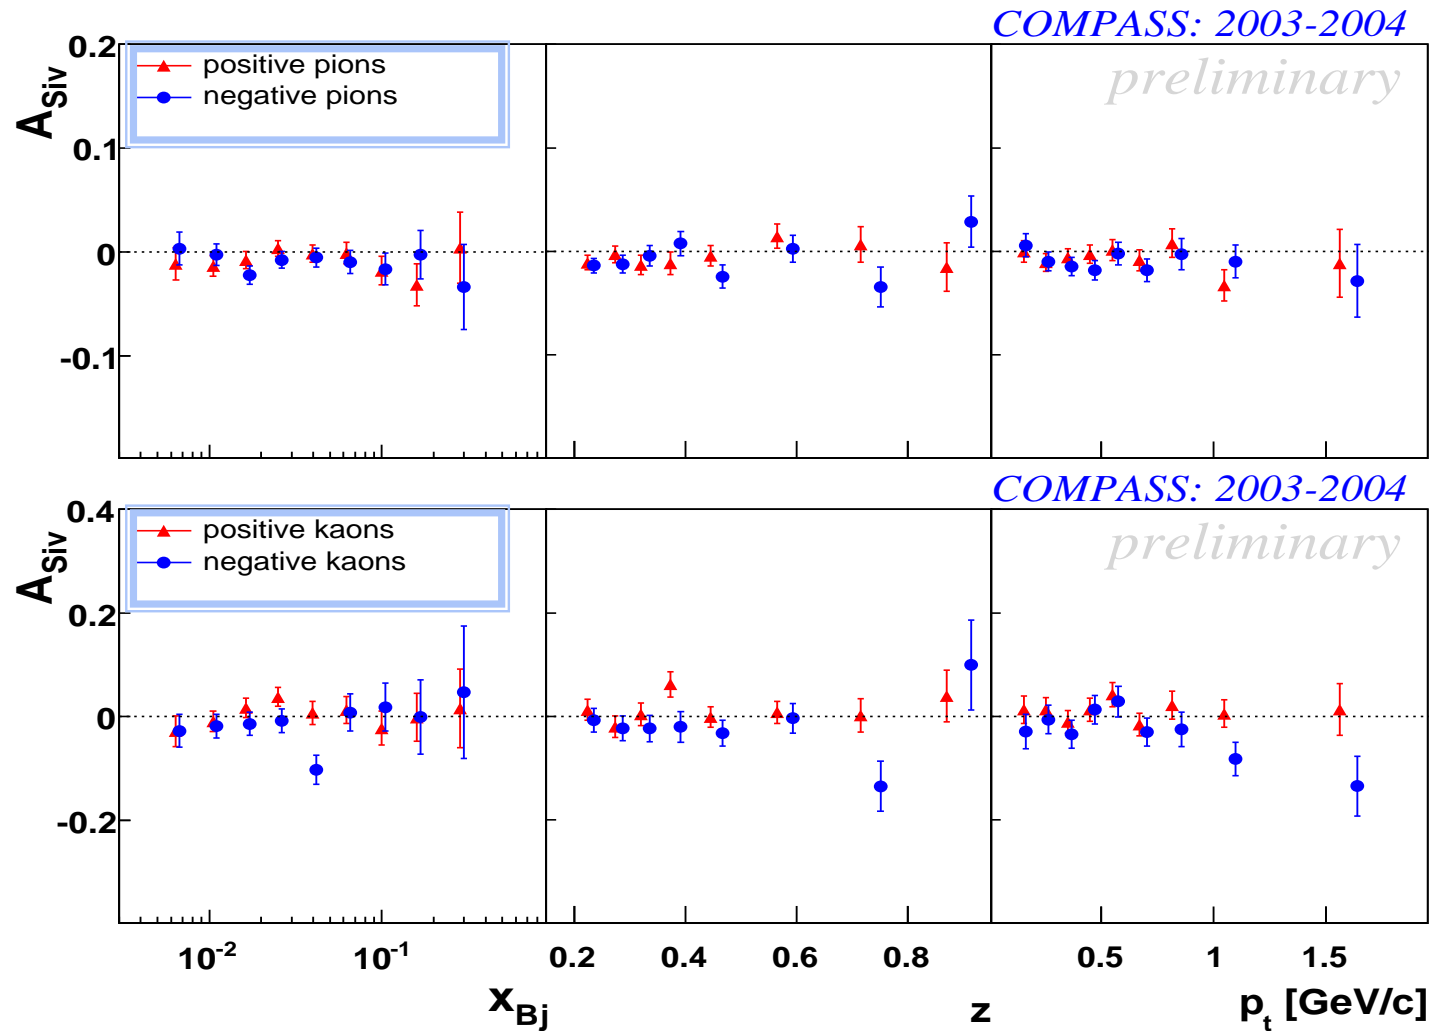 COMPASS: 2003-2004
preliminary
positive pions
negative pions
A_Siv
0.2
0.1
0
-0.1
COMPASS: 2003-2004
preliminary
positive kaons
negative kaons
A_Siv
0.4
0.2
0
-0.2
10^-2 10^-1 0.2 0.4 0.6 0.8 0.5 1 1.5
x_Bj z p_t [GeV/c]